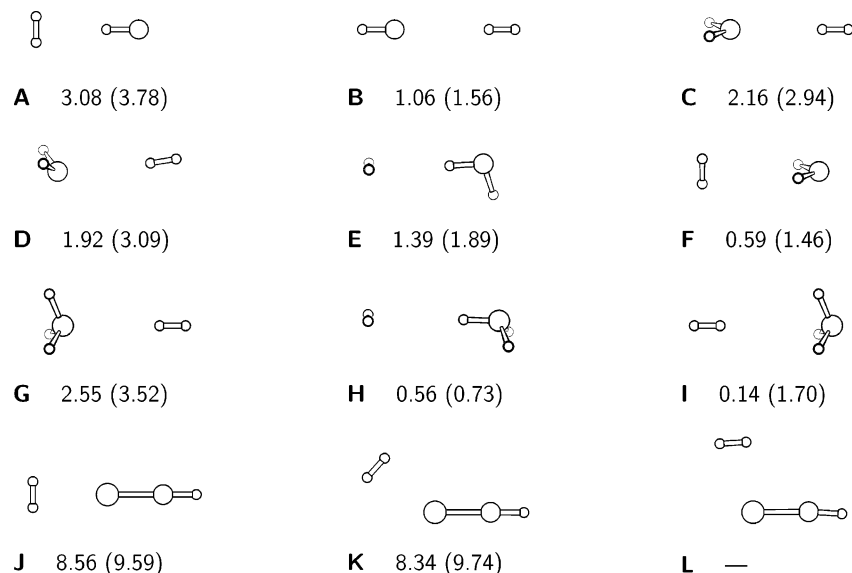 A 3.08 (3.78) B 1.06 (1.56) C 2.16 (2.94)
D 1.92 (3.09) E 1.39 (1.89) F 0.59 (1.46)
G 2.55 (3.52) H 0.56 (0.73) I 0.14 (1.70)
J 8.56 (9.59) K 8.34 (9.74) L —